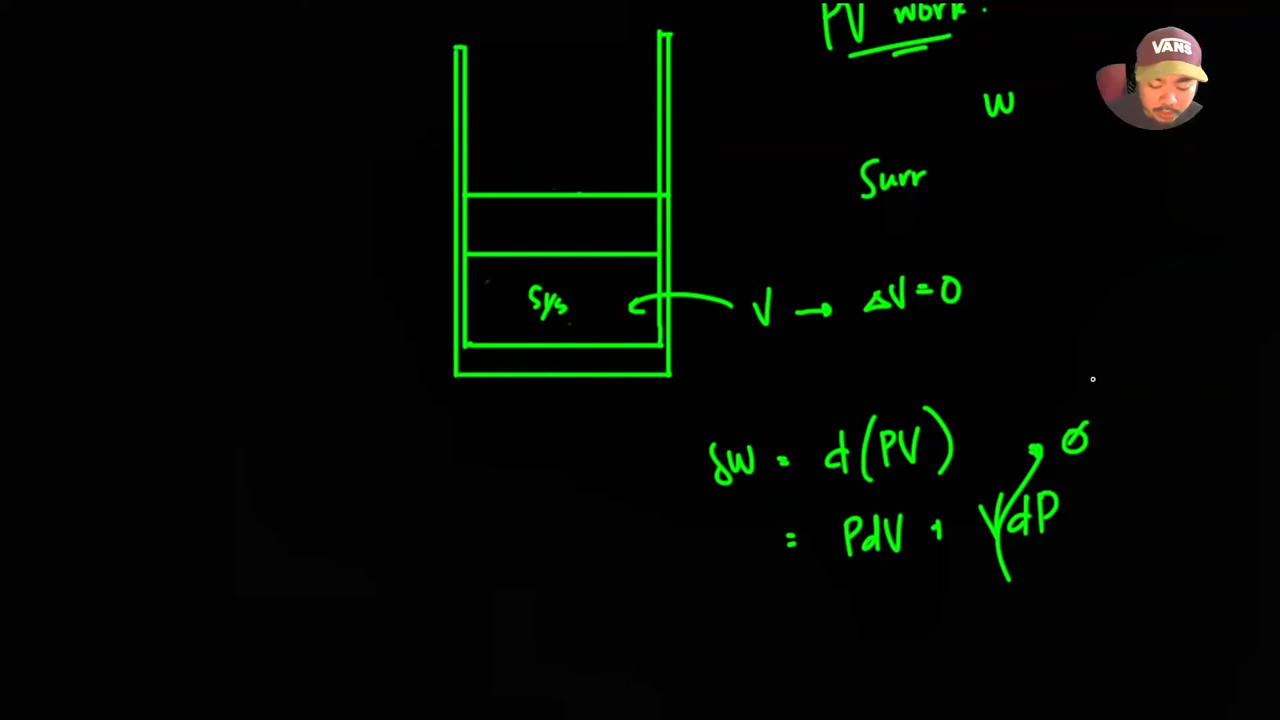 PV work.
VANS
W
Surr
Sys
V → ΔV = 0
δW = d(PV)
= PdV + VdP
0